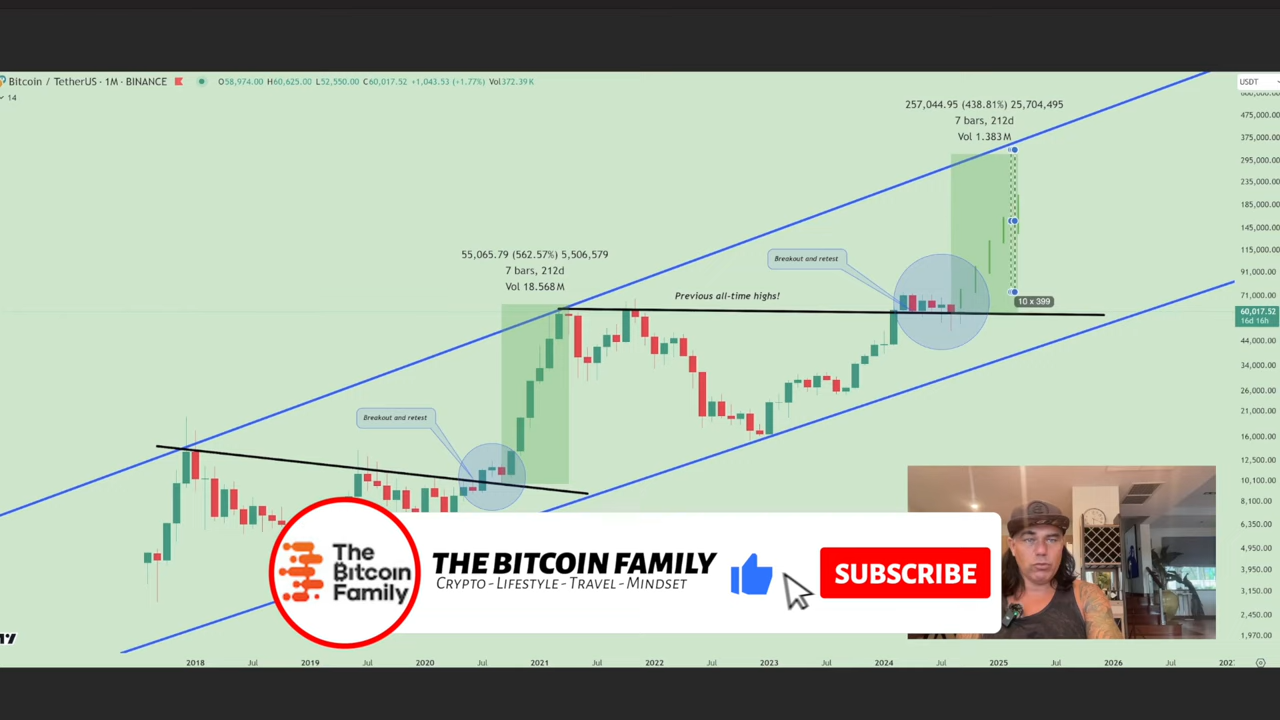 Bitcoin / TetherUS · 1M · BINANCE O58,974.00 H60,625.00 L52,550.00 C60,017.52 +1,043.53 (+1.77%) Vol372.39K
14
USDT
257,044.95 (438.81%) 25,704,495
7 bars, 212d
Vol 1.383M
475,000.00
375,000.00
295,000.00
235,000.00
185,000.00
145,000.00
115,000.00
91,000.00
71,000.00
60,017.52
16d 16h
44,000.00
34,000.00
26,000.00
21,000.00
16,000.00
12,500.00
10,100.00
8,100.00
6,350.00
4,950.00
3,950.00
3,150.00
2,450.00
1,970.00
55,065.79 (562.57%) 5,506,579
7 bars, 212d
Vol 18.568M
Breakout and retest
Previous all-time highs!
10 x 399
Breakout and retest
The
Bitcoin
Family
THE BITCOIN FAMILY
CRYPTO - LIFESTYLE - TRAVEL - MINDSET
SUBSCRIBE
2018 Jul 2019 Jul 2020 Jul 2021 Jul 2022 Jul 2023 Jul 2024 Jul 2025 Jul 2026 Jul